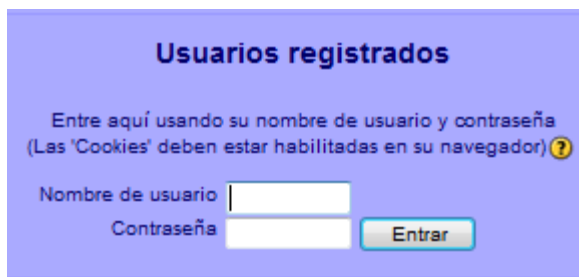 Usuarios registrados
Entre aquí usando su nombre de usuario y contraseña
(Las 'Cookies' deben estar habilitadas en su navegador) ?
Nombre de usuario
Contraseña Entrar